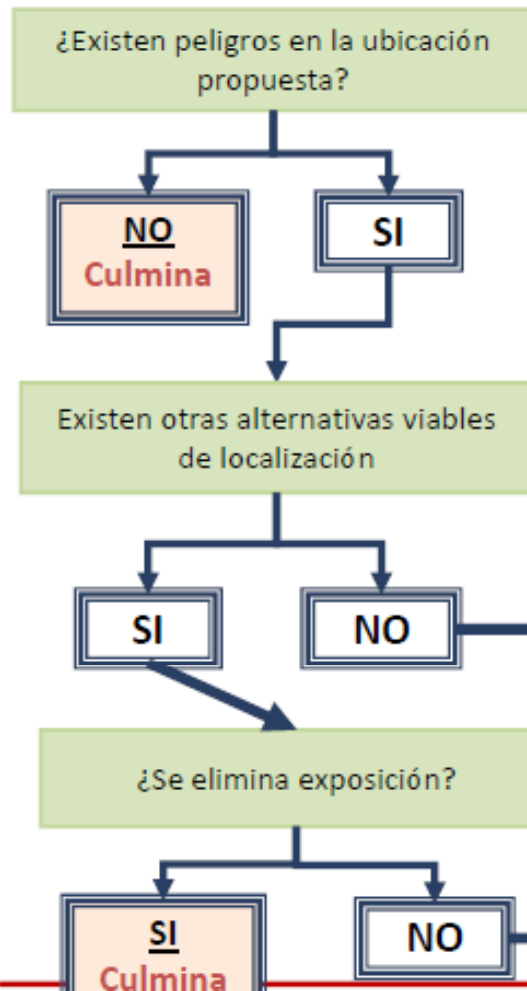 ¿Existen peligros en la ubicación
propuesta?
NO
Culmina
SI
Existen otras alternativas viables
de localización
SI
NO
¿Se elimina exposición?
SI
Culmina
NO